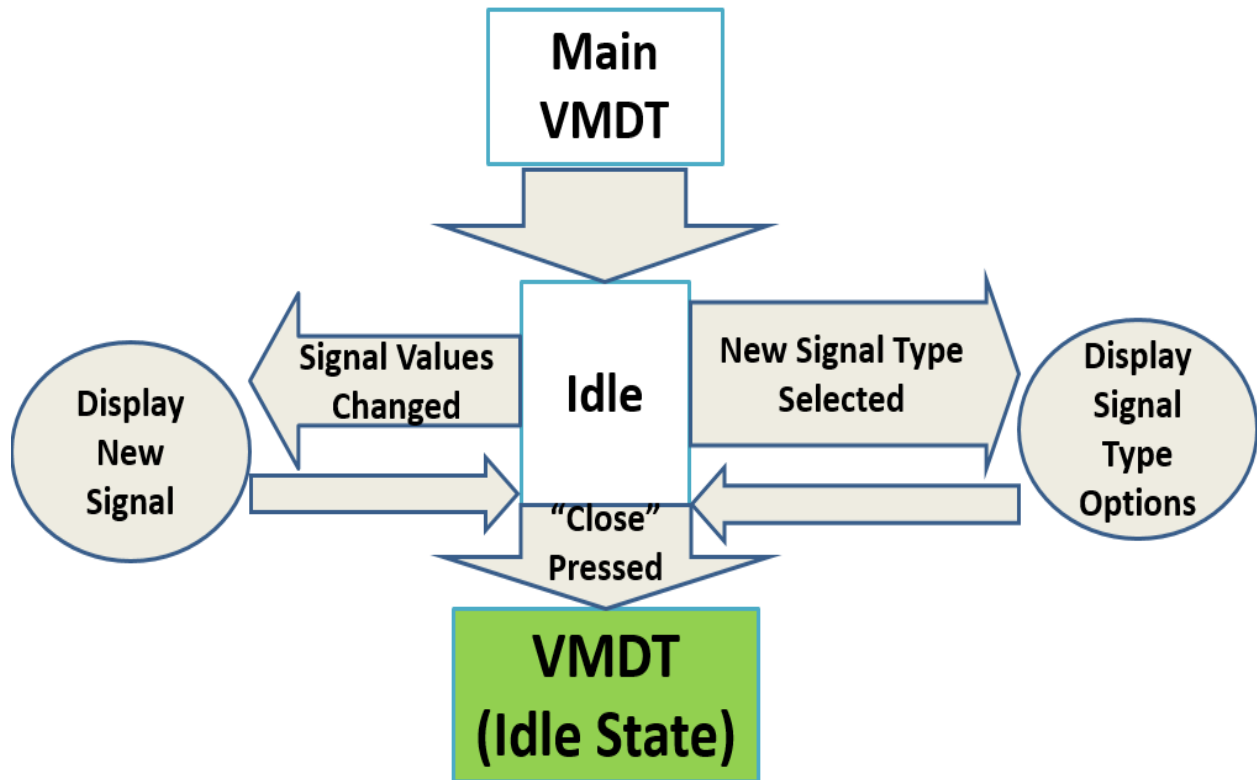 Main
VMDT
Signal Values
Changed
Idle
New Signal Type
Selected
Display
New
Signal
Display
Signal
Type
Options
“Close”
Pressed
VMDT
(Idle State)